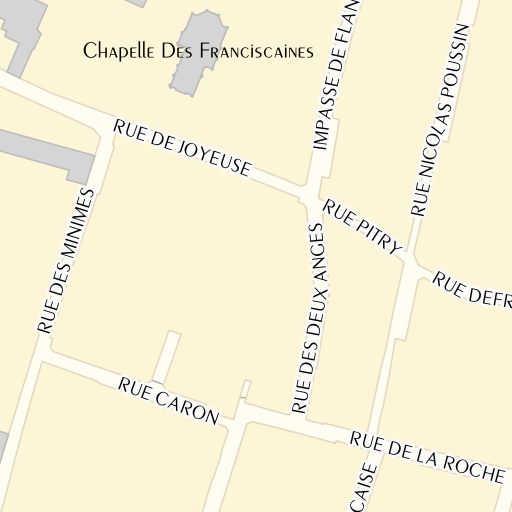 Chapelle Des Franciscaines
IMPASSE DE FLAN
RUE NICOLAS POUSSIN
RUE DE JOYEUSE
RUE PITRY
RUE DES MINIMES
RUE DES DEUX ANGES
RUE DEFR
RUE CARON
RUE DE LA ROCHE
CAISE